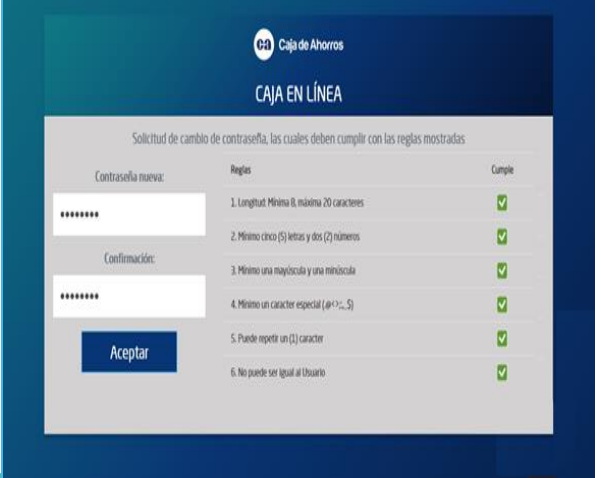 ca Caja de Ahorros
CAJA EN LÍNEA
Solicitud de cambio de contraseña, las cuales deben cumplir con las reglas mostradas
Contraseña nueva:
••••••••
Confirmación:
••••••••
Aceptar
Reglas Cumple
1. Longitud: Mínima 8, máxima 20 caracteres
2. Mínimo cinco (5) letras y dos (2) números
3. Mínimo una mayúscula y una minúscula
4. Mínimo un caracter especial
5. Puede repetir un (1) caracter
6. No puede ser igual al Usuario